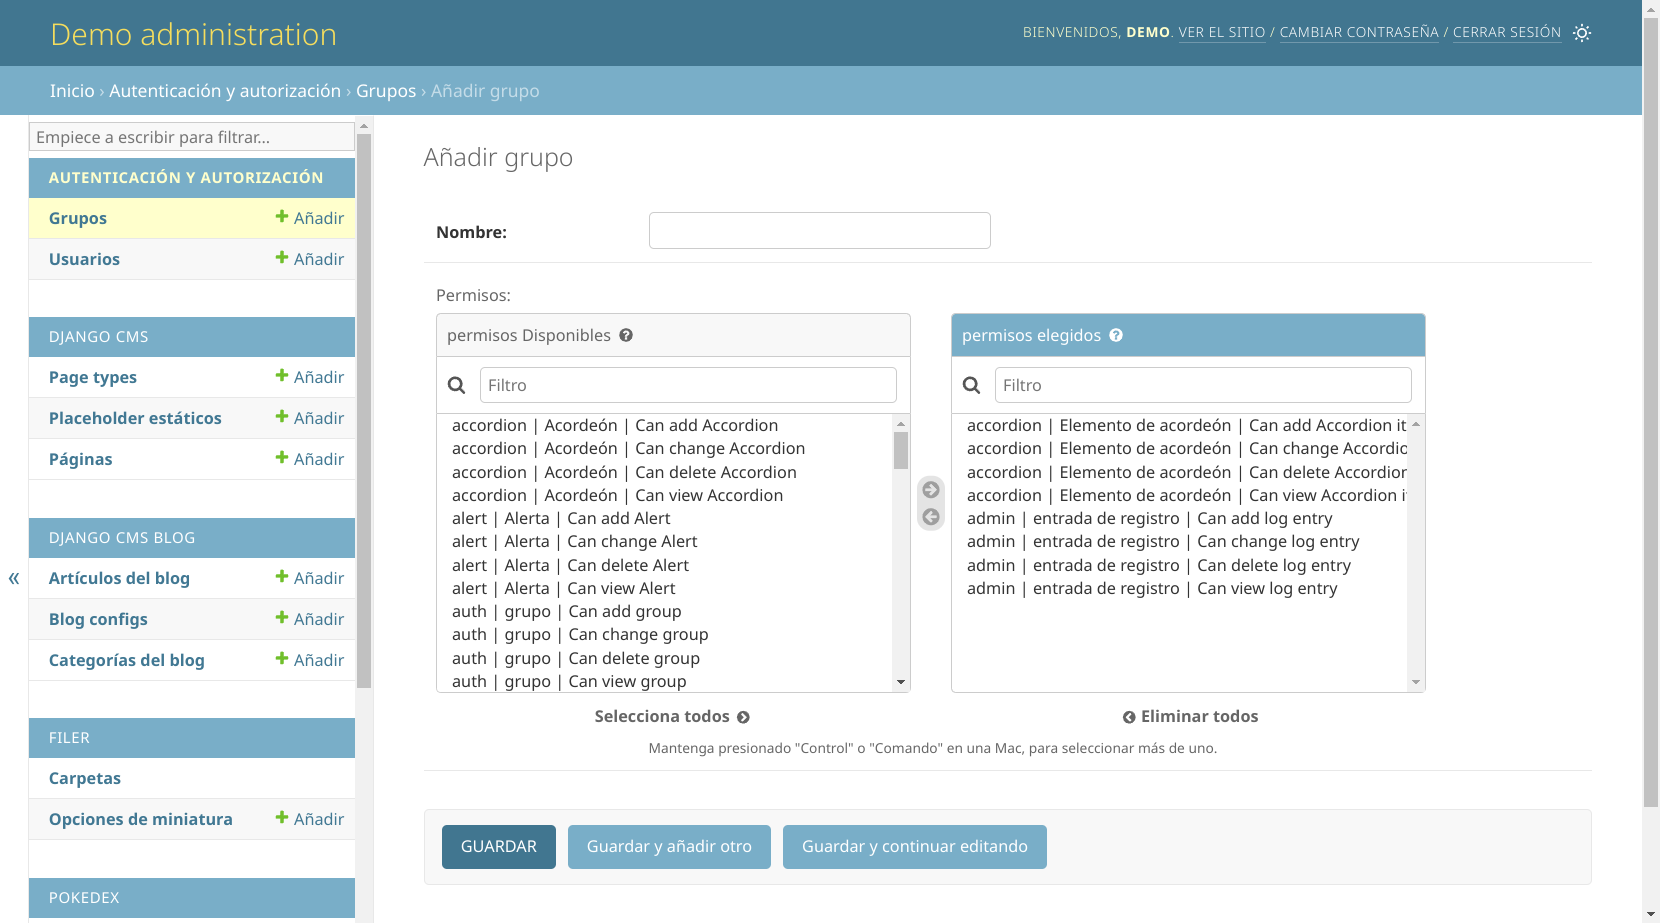 Demo administration
BIENVENIDOS, DEMO. VER EL SITIO / CAMBIAR CONTRASEÑA / CERRAR SESIÓN
Inicio › Autenticación y autorización › Grupos › Añadir grupo
Empiece a escribir para filtrar...
AUTENTICACIÓN Y AUTORIZACIÓN
Grupos Añadir
Usuarios Añadir
DJANGO CMS
Page types Añadir
Placeholder estáticos Añadir
Páginas Añadir
DJANGO CMS BLOG
Artículos del blog Añadir
Blog configs Añadir
Categorías del blog Añadir
FILER
Carpetas
Opciones de miniatura Añadir
POKEDEX
«
Añadir grupo
Nombre:
Permisos:
permisos Disponibles
Filtro
accordion | Acordeón | Can add Accordion
accordion | Acordeón | Can change Accordion
accordion | Acordeón | Can delete Accordion
accordion | Acordeón | Can view Accordion
alert | Alerta | Can add Alert
alert | Alerta | Can change Alert
alert | Alerta | Can delete Alert
alert | Alerta | Can view Alert
auth | grupo | Can add group
auth | grupo | Can change group
auth | grupo | Can delete group
auth | grupo | Can view group
Selecciona todos
permisos elegidos
Filtro
accordion | Elemento de acordeón | Can add Accordion it
accordion | Elemento de acordeón | Can change Accordio
accordion | Elemento de acordeón | Can delete Accordion
accordion | Elemento de acordeón | Can view Accordion i
admin | entrada de registro | Can add log entry
admin | entrada de registro | Can change log entry
admin | entrada de registro | Can delete log entry
admin | entrada de registro | Can view log entry
Eliminar todos
Mantenga presionado "Control" o "Comando" en una Mac, para seleccionar más de uno.
GUARDAR
Guardar y añadir otro
Guardar y continuar editando